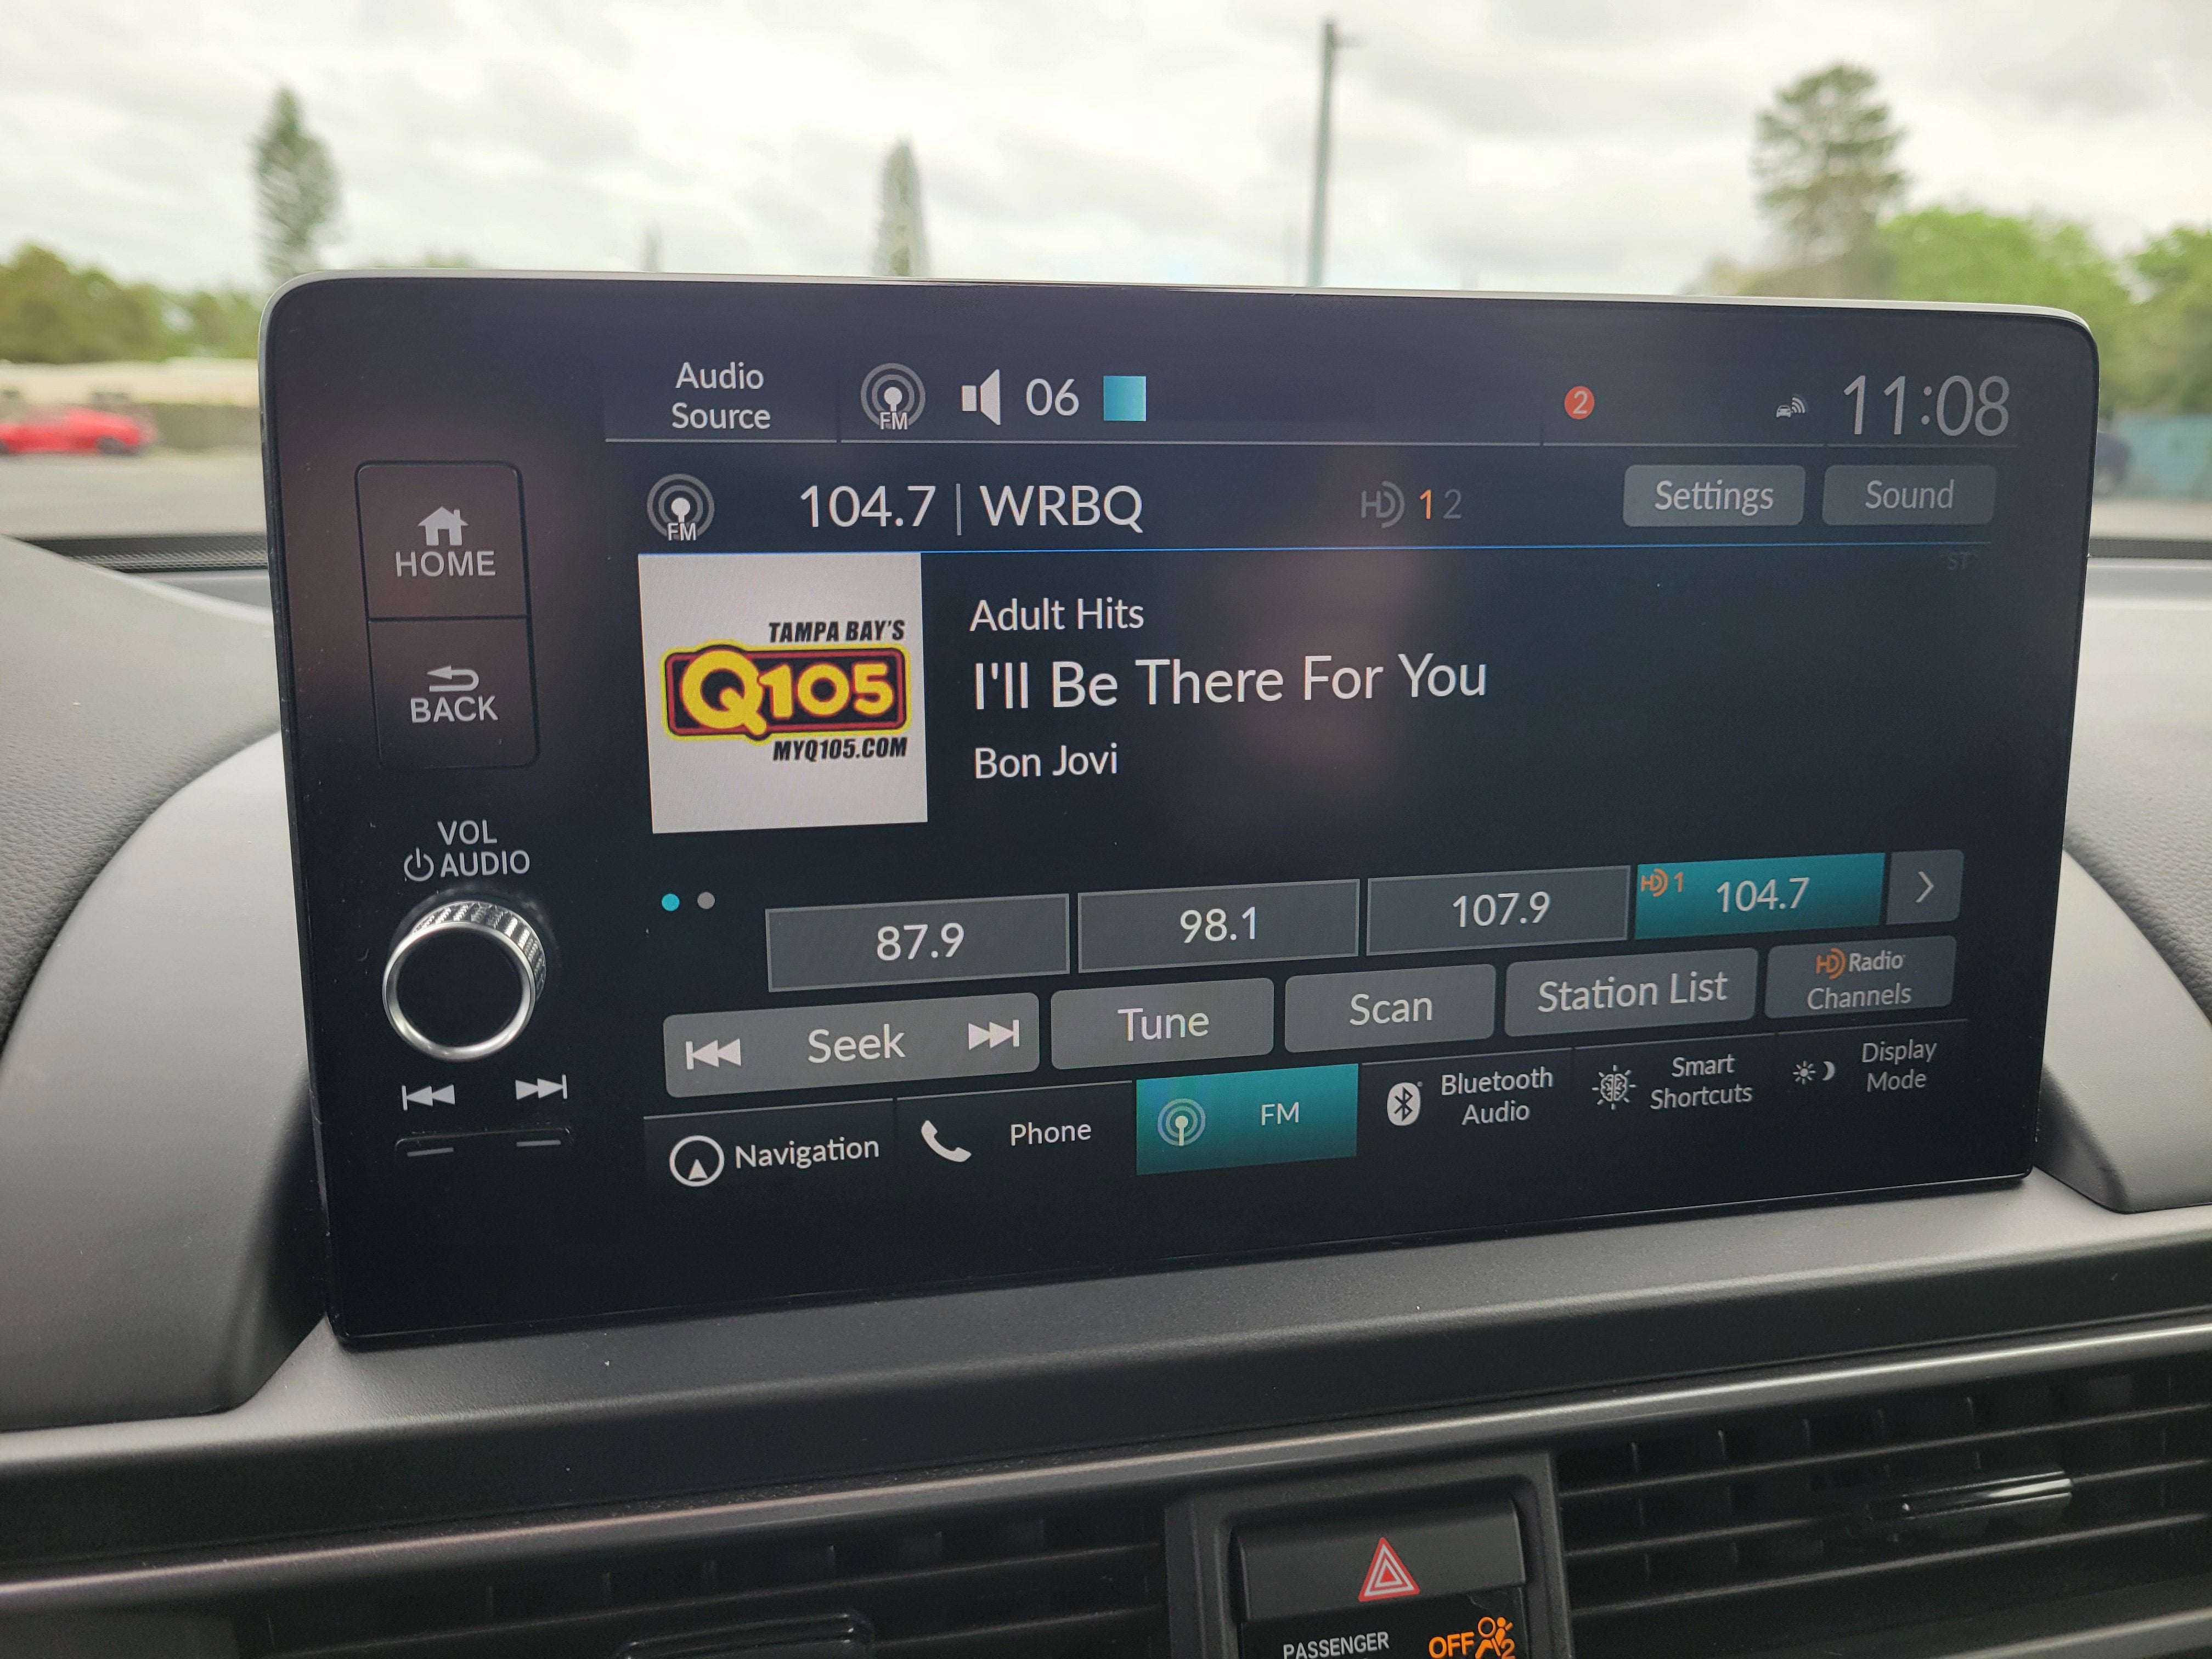 Audio
Source
FM
06
2
11:08
HOME
BACK
VOL
AUDIO
FM
104.7 | WRBQ
HD 1 2
Settings
Sound
"ST"
TAMPA BAY'S
Q105
MYQ105.COM
Adult Hits
I'll Be There For You
Bon Jovi
87.9
98.1
107.9
HD 1 104.7
Seek
Tune
Scan
Station List
HD Radio
Channels
Navigation
Phone
FM
Bluetooth
Audio
Smart
Shortcuts
Display
Mode
PASSENGER
OFF
2